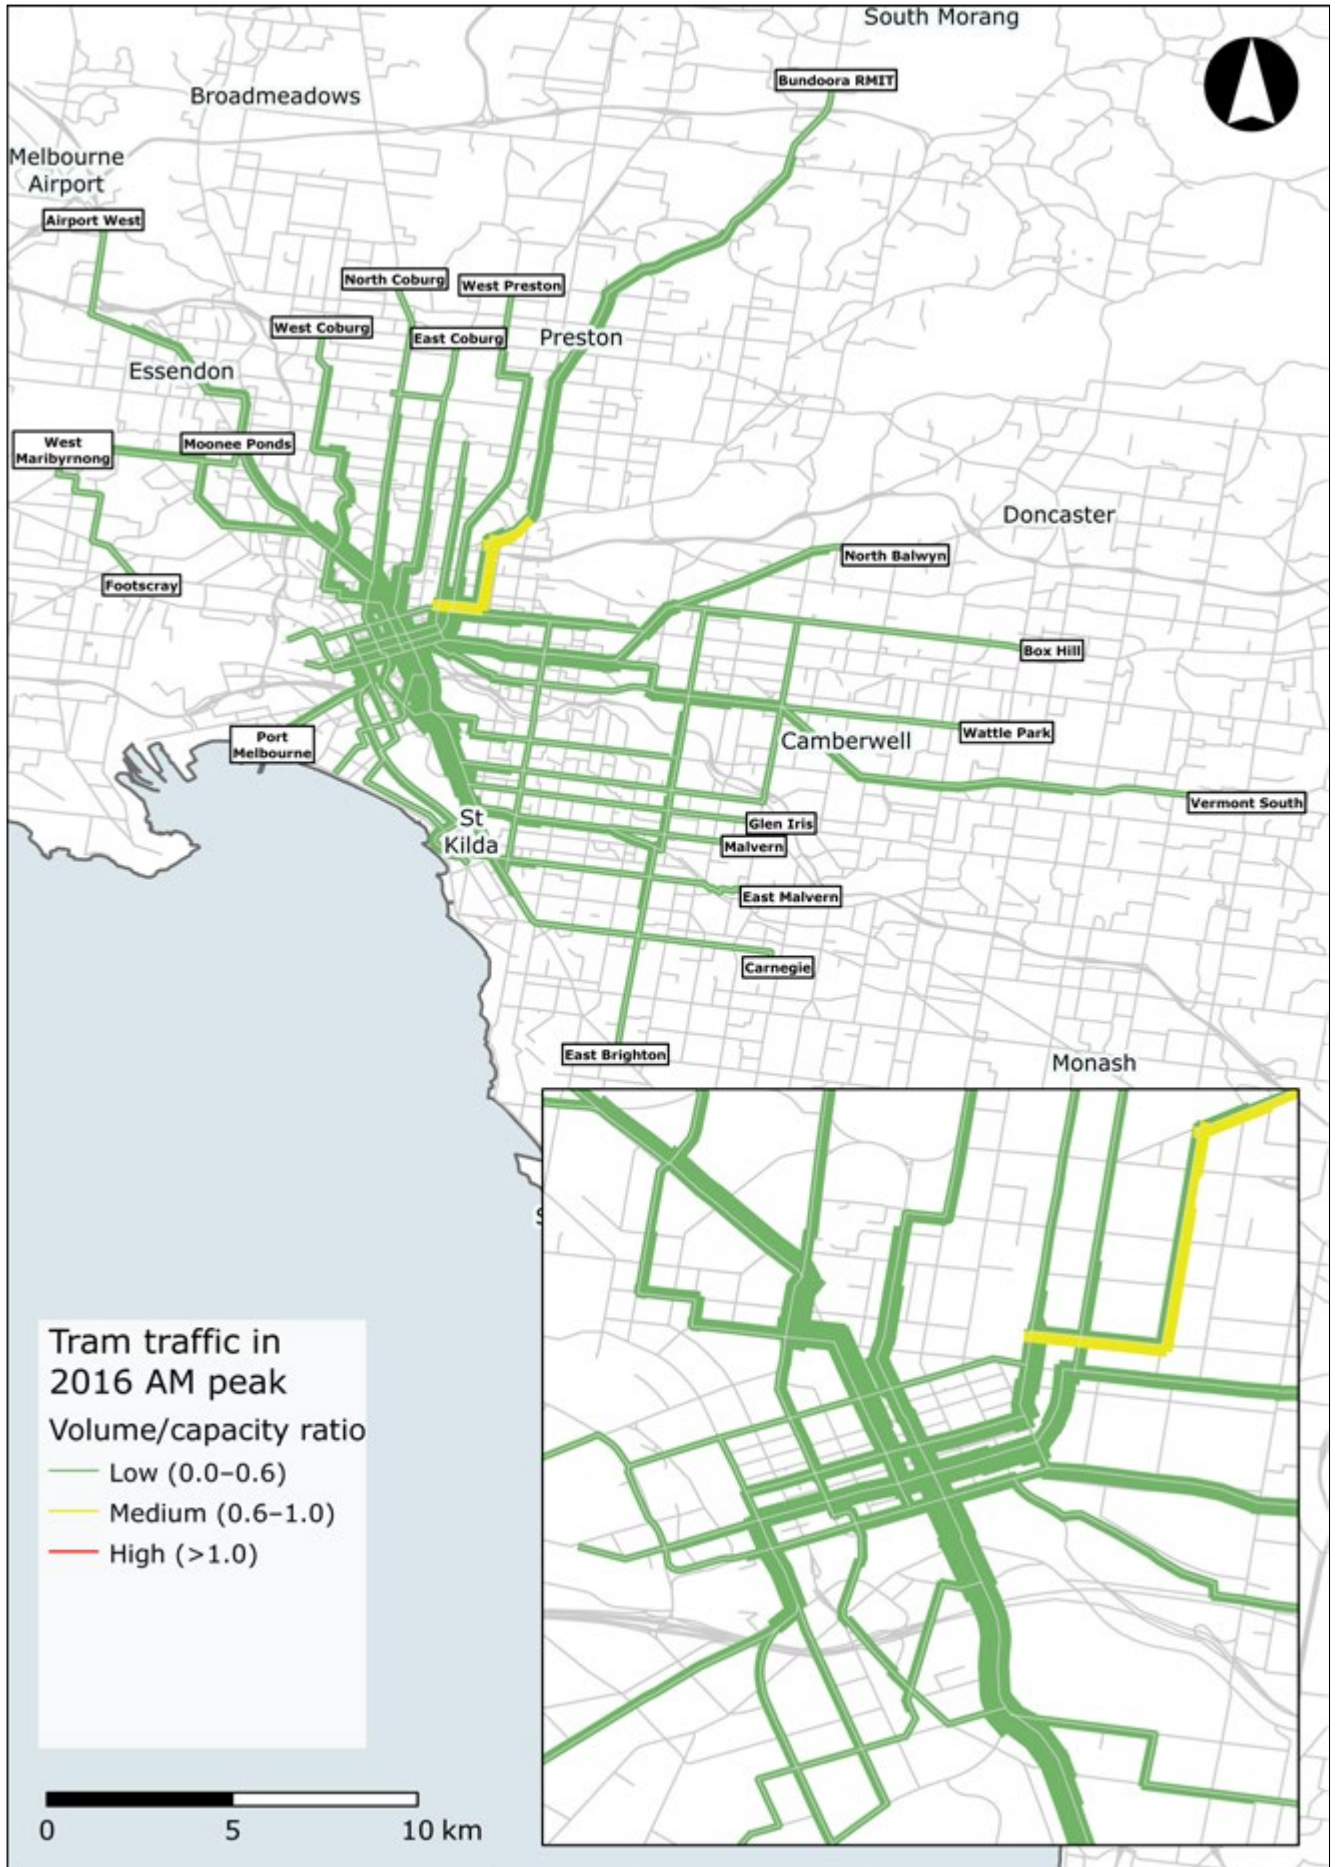 South Morang
Bundoora RMIT
Broadmeadows
Melbourne
Airport
Airport West
North Coburg
West Preston
West Coburg
East Coburg
Preston
Essendon
West
Maribyrnong
Moonee Ponds
Doncaster
North Balwyn
Footscray
Box Hill
Port
Melbourne
Wattle Park
Camberwell
Vermont South
St
Kilda
Glen Iris
Malvern
East Malvern
Carnegie
East Brighton
Monash
S
Tram traffic in
2016 AM peak
Volume/capacity ratio
Low (0.0–0.6)
Medium (0.6–1.0)
High (>1.0)
0 5 10 km